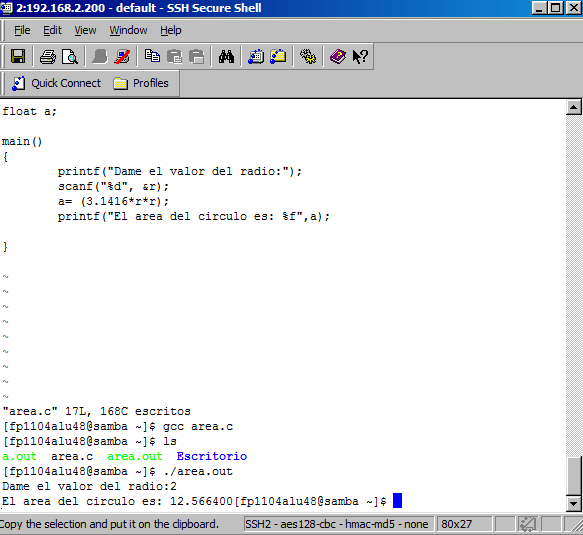 2:192.168.2.200 - default - SSH Secure Shell
File Edit View Window Help
Quick Connect Profiles
float a;
main()
{
printf("Dame el valor del radio:");
scanf("%d", &r);
a= (3.1416*r*r);
printf("El area del circulo es: %f",a);
}
~
~
~
~
~
~
~
~
~
"area.c" 17L, 168C escritos
[fp1104alu48@samba ~]$ gcc area.c
[fp1104alu48@samba ~]$ ls
a.out area.c area.out Escritorio
[fp1104alu48@samba ~]$ ./area.out
Dame el valor del radio:2
El area del circulo es: 12.566400[fp1104alu48@samba ~]$
Copy the selection and put it on the clipboard. SSH2 - aes128-cbc - hmac-md5 - none 80x27